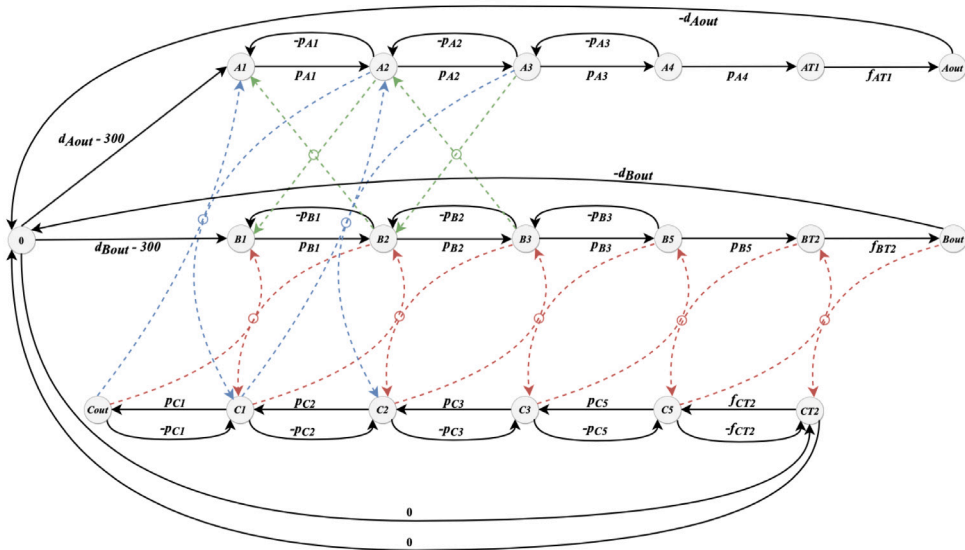 -dAout
-pA1 -pA2 -pA3
A1 pA1 A2 pA2 A3 pA3 A4 pA4 AT1 fAT1 Aout
dAout - 300
-dBout
-pB1 -pB2 -pB3
0 dBout - 300 B1 pB1 B2 pB2 B3 pB3 B5 pB5 BT2 fBT2 Bout
Cout pC1 C1 pC2 C2 pC3 C3 pC5 C5 fCT2 CT2
-pC1 -pC2 -pC3 -pC5 -fCT2
0
0